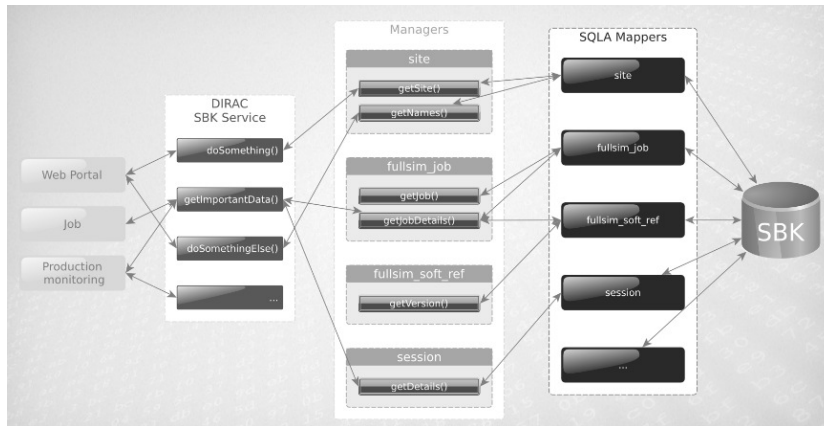 Web Portal
Job
Production
monitoring
DIRAC
SBK Service
doSomething()
getImportantData()
doSomethingElse()
...
Managers
site
getSite()
getNames()
fullsim_job
getJob()
getJobDetails()
fullsim_soft_ref
getVersion()
session
getDetails()
SQLA Mappers
site
fullsim_job
fullsim_soft_ref
session
...
SBK